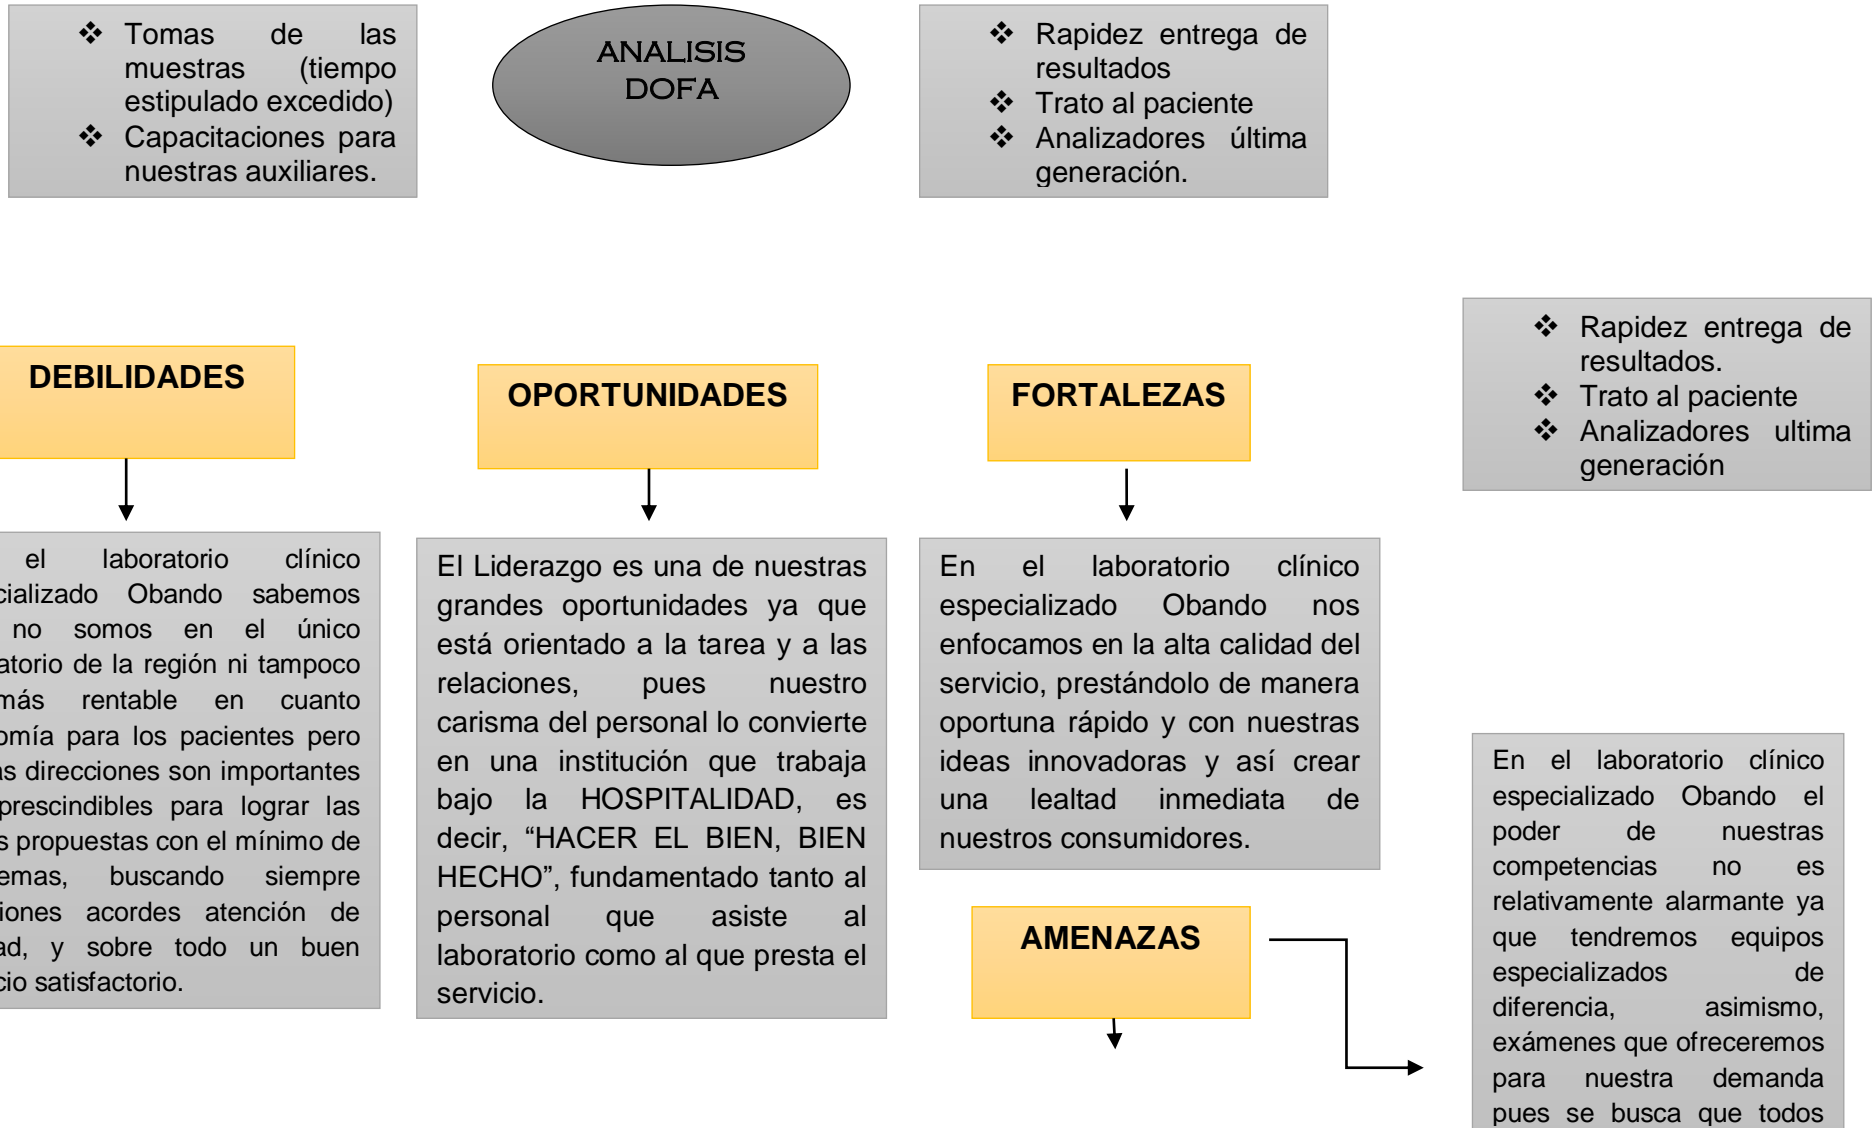 ❖ Tomas de las
muestras (tiempo
estipulado excedido)
❖ Capacitaciones para
nuestras auxiliares.
ANALISIS
DOFA
❖ Rapidez entrega de
resultados
❖ Trato al paciente
❖ Analizadores última
generación.
❖ Rapidez entrega de
resultados.
❖ Trato al paciente
❖ Analizadores ultima
generación
DEBILIDADES
OPORTUNIDADES
FORTALEZAS
el laboratorio clínico
Obando sabemos
no somos en el único
de la región ni tampoco
más rentable en cuanto
para los pacientes pero
direcciones son importantes
para lograr las
propuestas con el mínimo de
buscando siempre
acordes atención de
y sobre todo un buen
satisfactorio.
El Liderazgo es una de nuestras
grandes oportunidades ya que
está orientado a la tarea y a las
relaciones, pues nuestro
carisma del personal lo convierte
en una institución que trabaja
bajo la HOSPITALIDAD, es
decir, “HACER EL BIEN, BIEN
HECHO”, fundamentado tanto al
personal que asiste al
laboratorio como al que presta el
servicio.
En el laboratorio clínico
especializado Obando nos
enfocamos en la alta calidad del
servicio, prestándolo de manera
oportuna rápido y con nuestras
ideas innovadoras y así crear
una lealtad inmediata de
nuestros consumidores.
AMENAZAS
En el laboratorio clínico
especializado Obando el
poder de nuestras
competencias no es
relativamente alarmante ya
que tendremos equipos
especializados de
diferencia, asimismo,
exámenes que ofreceremos
para nuestra demanda
pues se busca que todos